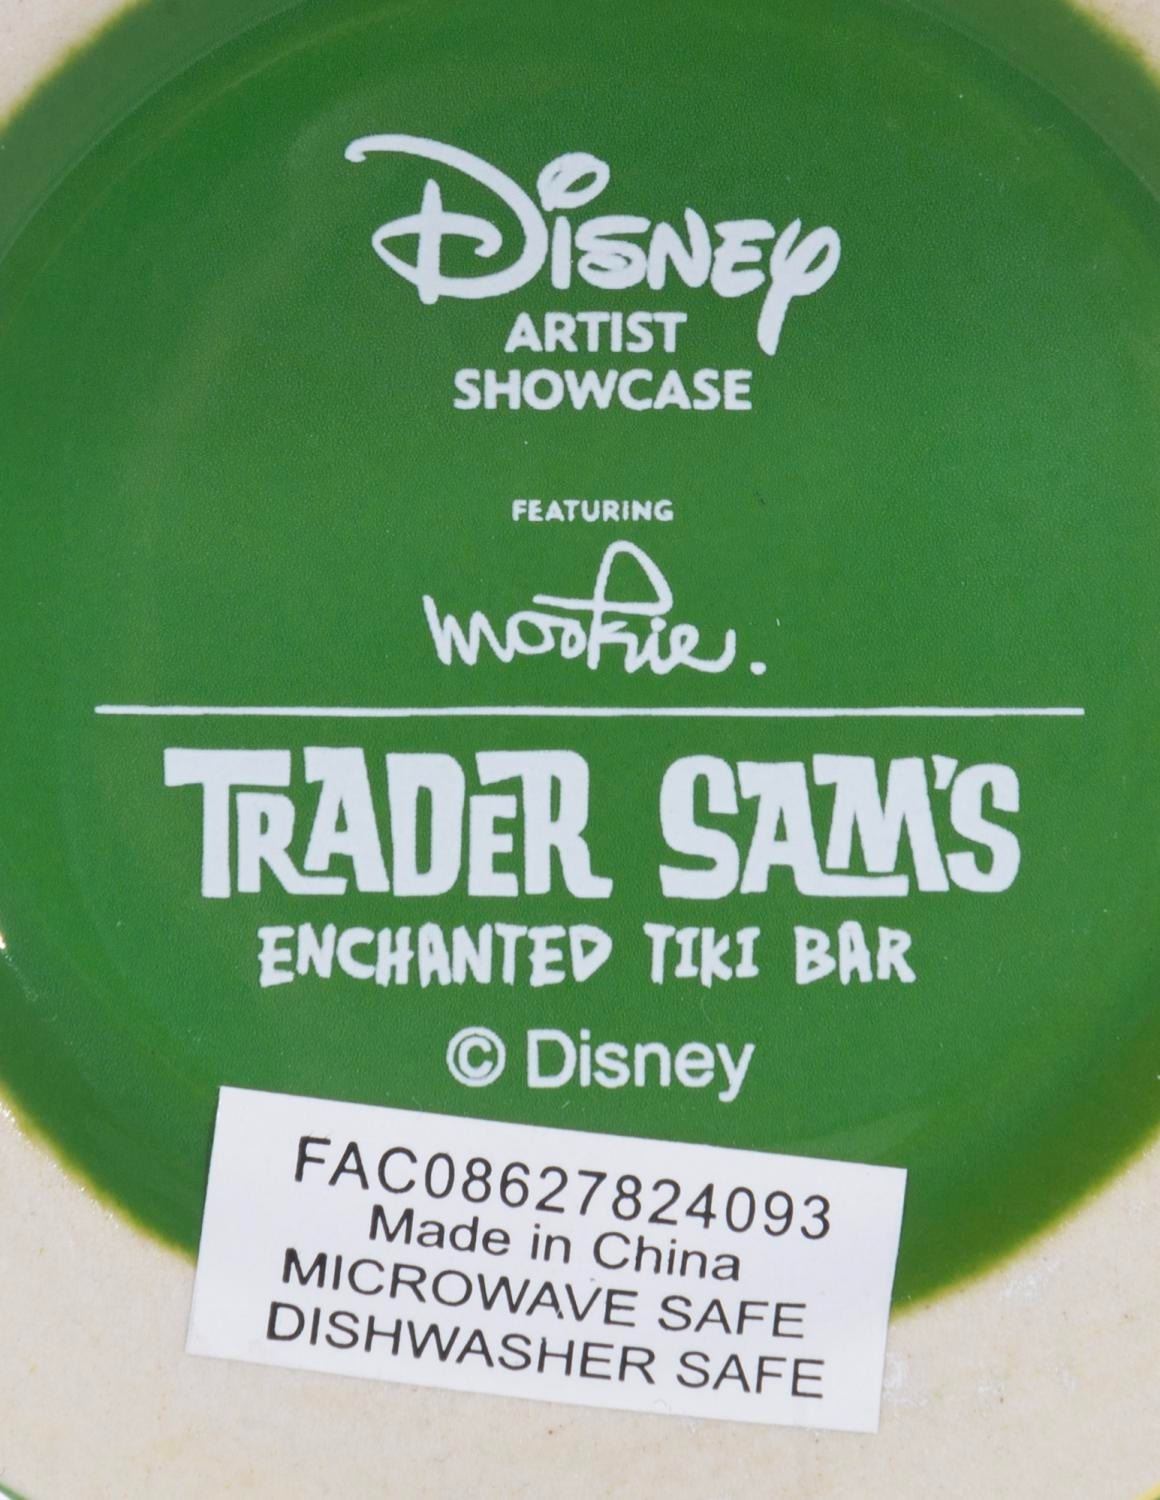 Disney
ARTIST
SHOWCASE
FEATURING
mookie.
TRADER SAM'S
ENCHANTED TIKI BAR
© Disney
FAC08627824093
Made in China
MICROWAVE SAFE
DISHWASHER SAFE